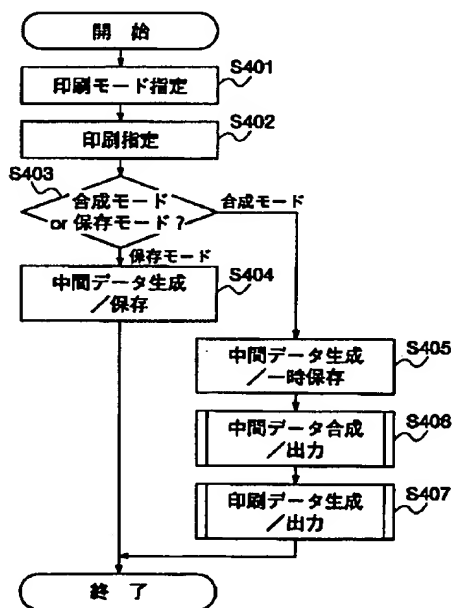 開 始
S401
印刷モード指定
S402
印刷指定
S403
合成モード
or 保存モード?
合成モード
保存モード
S404
中間データ生成
/保存
S405
中間データ生成
/一時保存
S406
中間データ合成
/出力
S407
印刷データ生成
/出力
終 了